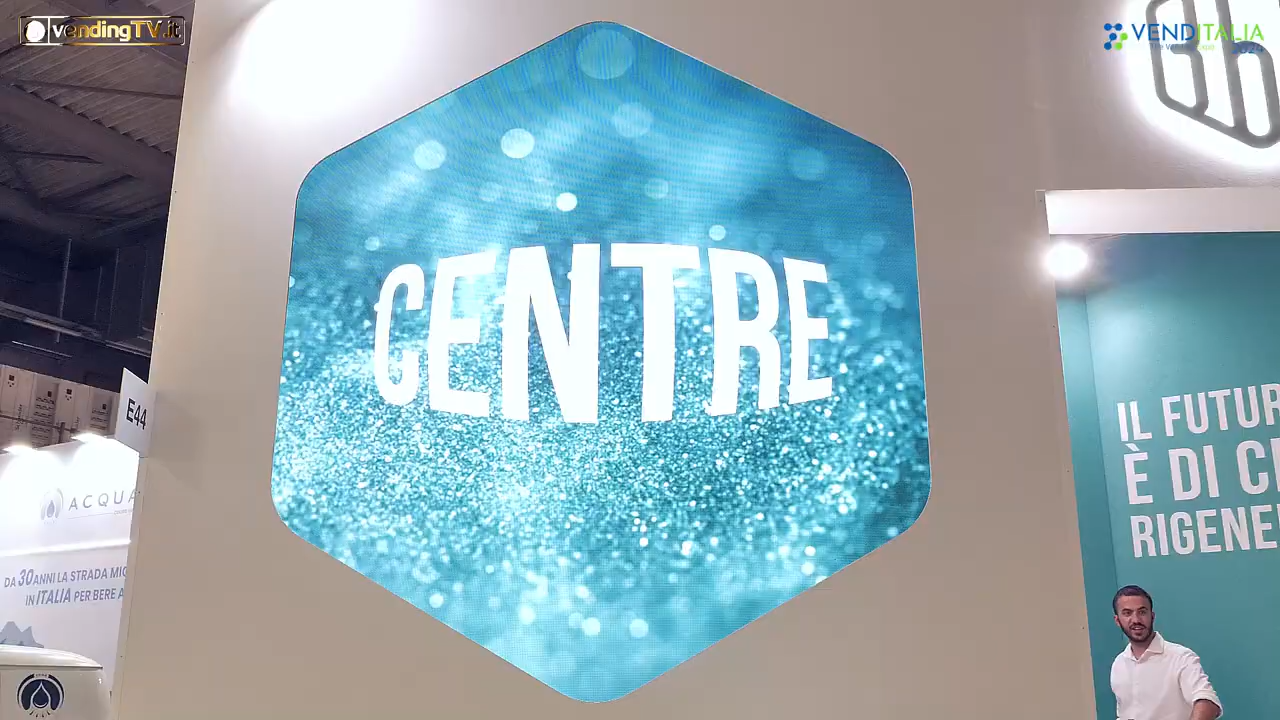 vendingTV.it
VENDITALIA
CENTRE
E44
ACQUA
DA 30 ANNI LA STRADA MIG
IN ITALIA PER BERE A
IL FUTUR
È DI C
RIGENE